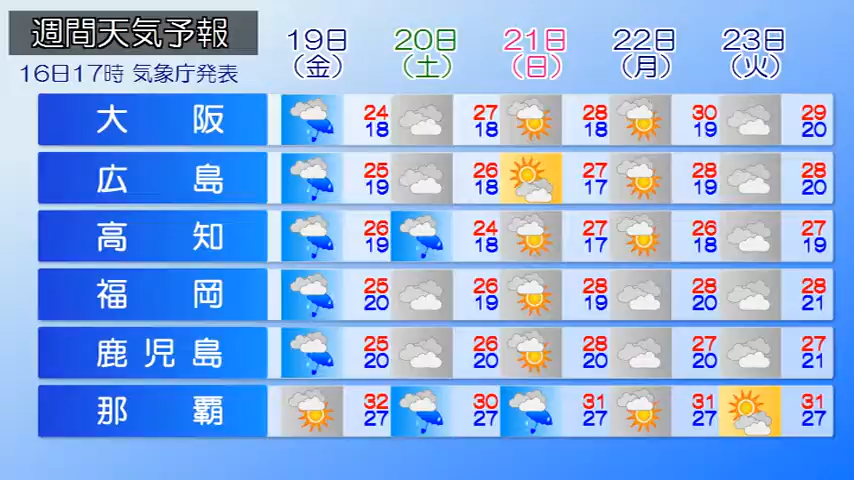 週間天気予報
16日17時 気象庁発表
19日 20日 21日 22日 23日
(金) (土) (日) (月) (火)
大阪 24 27 28 30 29
18 18 18 19 20
広島 25 26 27 28 28
19 18 17 19 20
高知 26 24 27 26 27
19 18 17 18 19
福岡 25 26 28 28 28
20 19 19 20 21
鹿児島 25 26 28 27 27
20 20 20 20 21
那覇 32 30 31 31 31
27 27 27 27 27